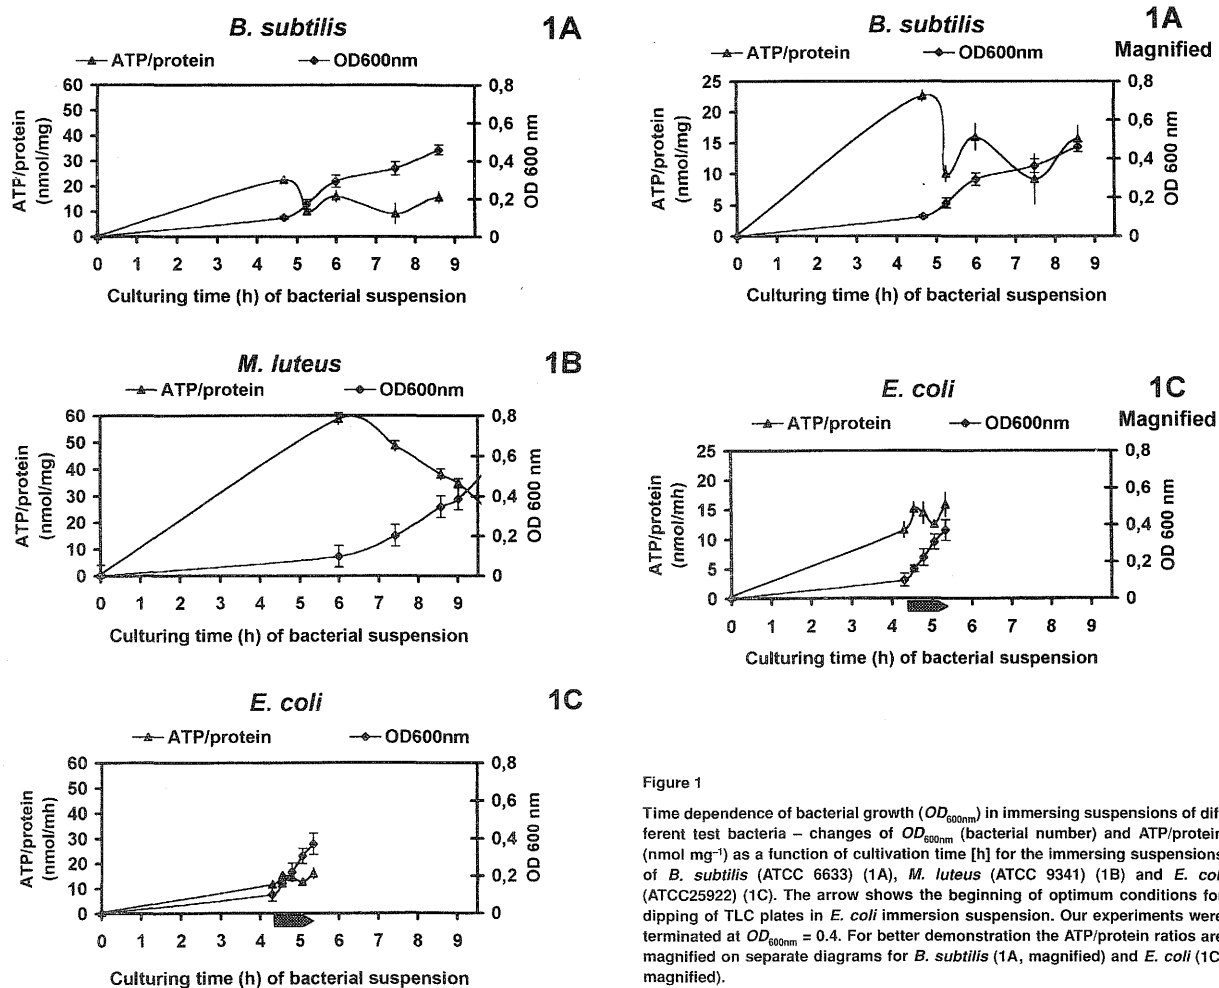 B. subtilis
1A
ATP/protein
OD600nm
60
50
40
30
20
10
0
0,8
0,6
0,4
0,2
0
ATP/protein
(nmol/mg)
OD 600 nm
0 1 2 3 4 5 6 7 8 9
Culturing time (h) of bacterial suspension
B. subtilis
1A
Magnified
ATP/protein
OD600nm
25
20
15
10
5
0
0,8
0,6
0,4
0,2
0
ATP/protein
(nmol/mg)
OD 600 nm
0 1 2 3 4 5 6 7 8 9
Culturing time (h) of bacterial suspension
M. luteus
1B
ATP/protein
OD600nm
60
50
40
30
20
10
0
0,8
0,6
0,4
0,2
0
ATP/protein
(nmol/mg)
OD 600 nm
0 1 2 3 4 5 6 7 8 9
Culturing time (h) of bacterial suspension
E. coli
1C
Magnified
ATP/protein
OD600nm
25
20
15
10
5
0
0,8
0,6
0,4
0,2
0
ATP/protein
(nmol/mh)
OD 600 nm
0 1 2 3 4 5 6 7 8 9
Culturing time (h) of bacterial suspension
E. coli
1C
ATP/protein
OD600nm
60
50
40
30
20
10
0
0,8
0,6
0,4
0,2
0
ATP/protein
(nmol/mh)
OD 600 nm
0 1 2 3 4 5 6 7 8 9
Culturing time (h) of bacterial suspension
Figure 1
Time dependence of bacterial growth (OD600nm) in immersing suspensions of dif
ferent test bacteria – changes of OD600nm (bacterial number) and ATP/protein
(nmol mg–1) as a function of cultivation time [h] for the immersing suspensions
of B. subtilis (ATCC 6633) (1A), M. luteus (ATCC 9341) (1B) and E. col
(ATCC25922) (1C). The arrow shows the beginning of optimum conditions for
dipping of TLC plates in E. coli immersion suspension. Our experiments were
terminated at OD600nm = 0.4. For better demonstration the ATP/protein ratios are
magnified on separate diagrams for B. subtilis (1A, magnified) and E. coli (1C
magnified).